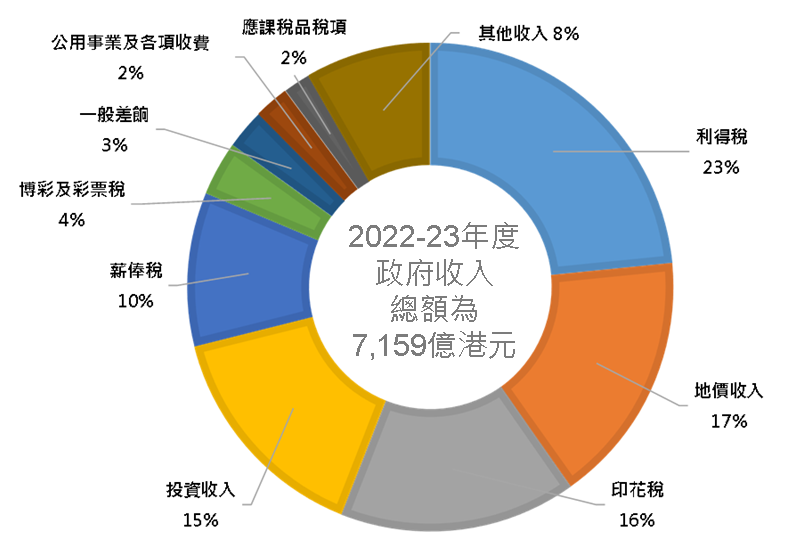 應課稅品稅項
2%
其他收入 8%
公用事業及各項收費
2%
一般差餉
3%
利得稅
23%
博彩及彩票稅
4%
2022-23年度
政府收入
總額為
7,159億港元
薪俸稅
10%
地價收入
17%
投資收入
15%
印花稅
16%